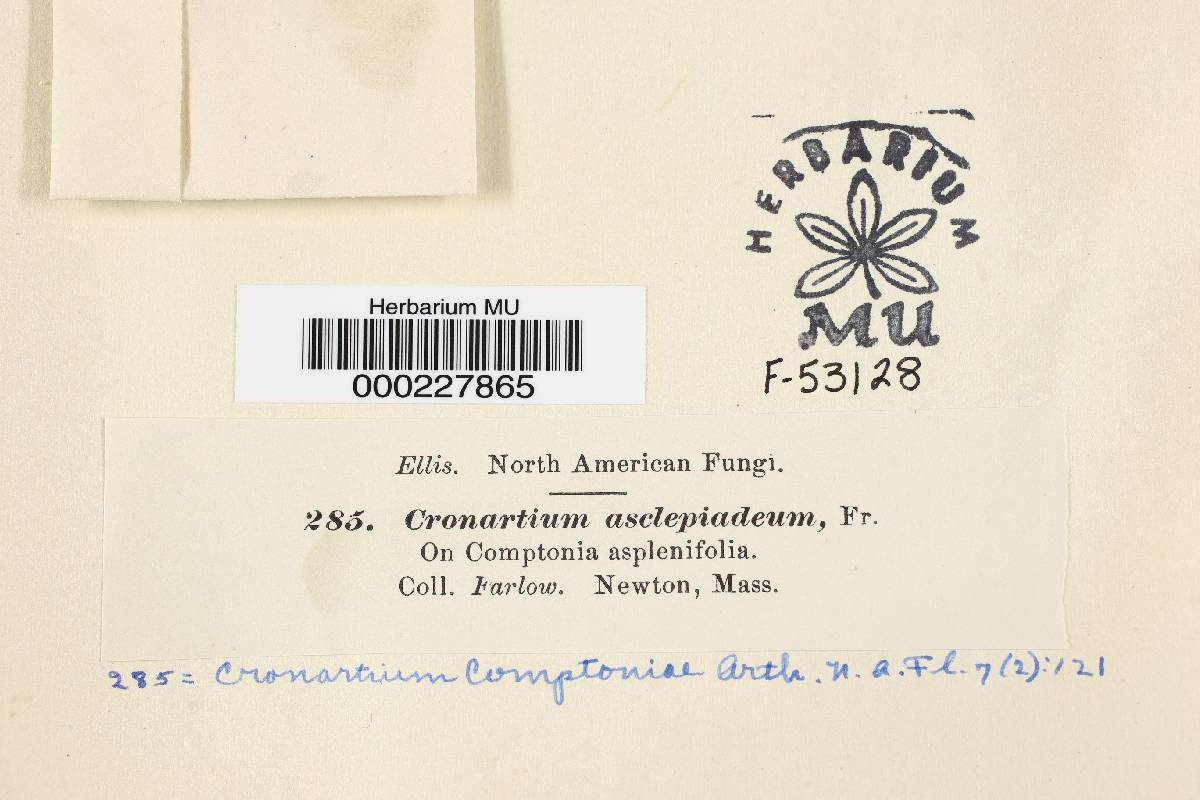 HERBARIUM
MU
F-53128
Herbarium MU
000227865
Ellis. North American Fungi.
285. Cronartium asclepiadeum, Fr.
On Comptonia asplenifolia.
Coll. Farlow. Newton, Mass.
285 = Cronartium Comptoniae Arth. N. A. Fl. 7(2):121